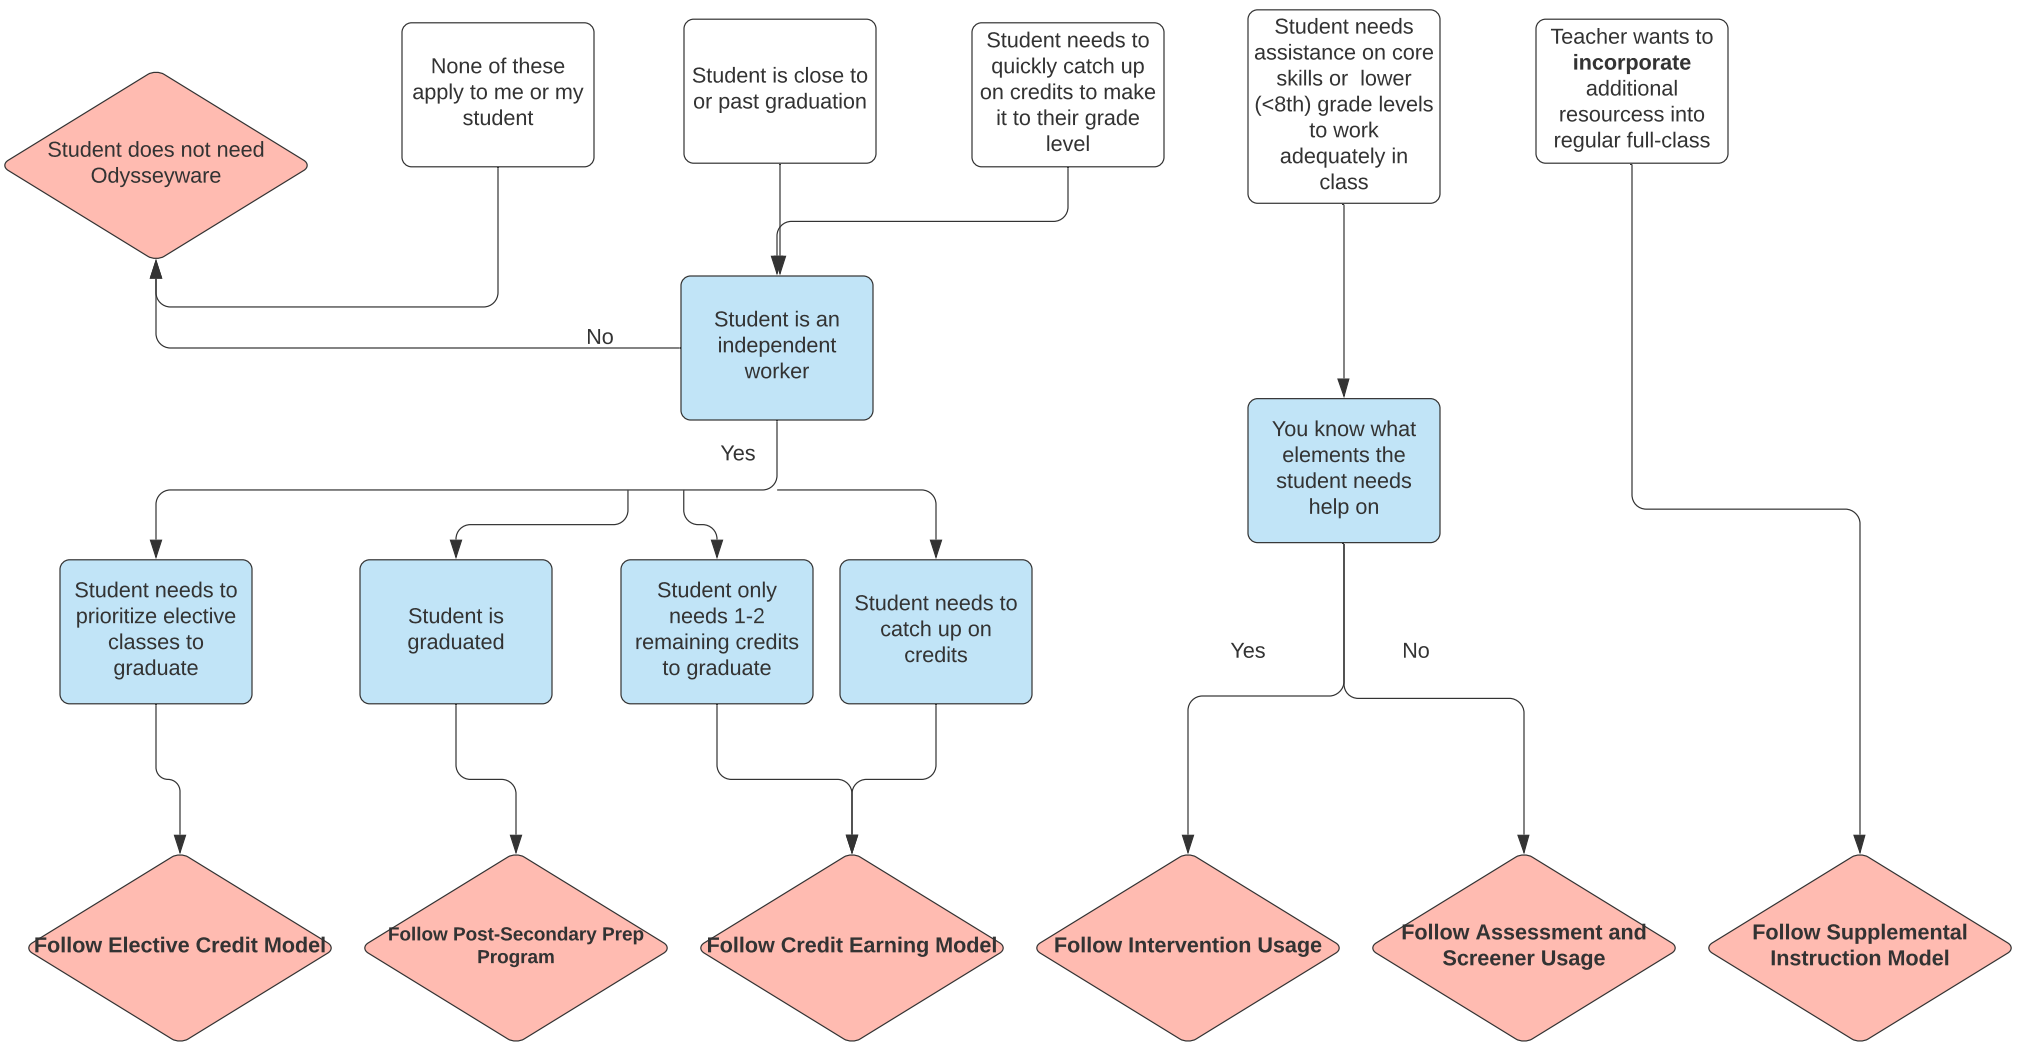 Student does not need
Odysseyware
None of these
apply to me or my
student
Student is close to
or past graduation
Student needs to
quickly catch up
on credits to make
it to their grade
level
Student needs
assistance on core
skills or  lower
(<8th) grade levels
to work
adequately in
class
Teacher wants to
incorporate
additional
resourcess into
regular full-class
No
Student is an
independent
worker
Yes
You know what
elements the
student needs
help on
Student needs to
prioritize elective
classes to
graduate
Student is
graduated
Student only
needs 1-2
remaining credits
to graduate
Student needs to
catch up on
credits
Yes
No
Follow Elective Credit Model
Follow Post-Secondary Prep
Program
Follow Credit Earning Model
Follow Intervention Usage
Follow Assessment and
Screener Usage
Follow Supplemental
Instruction Model